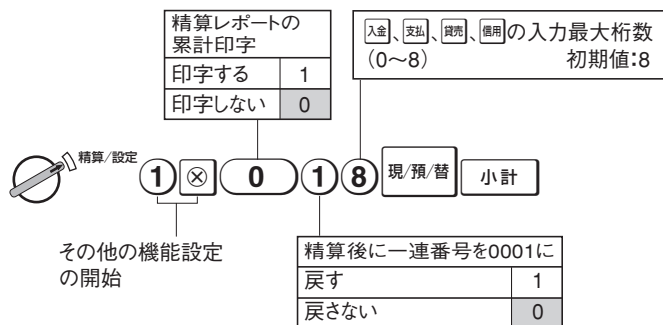 精算レポートの
累計印字
印字する 1
印字しない 0
入金、支払、貸売、信用の入力最大桁数
（0〜8） 初期値:8
精算/設定
1 ⊗ 0 1 8 現/預/替 小計
その他の機能設定
の開始
精算後に一連番号を0001に
戻す 1
戻さない 0